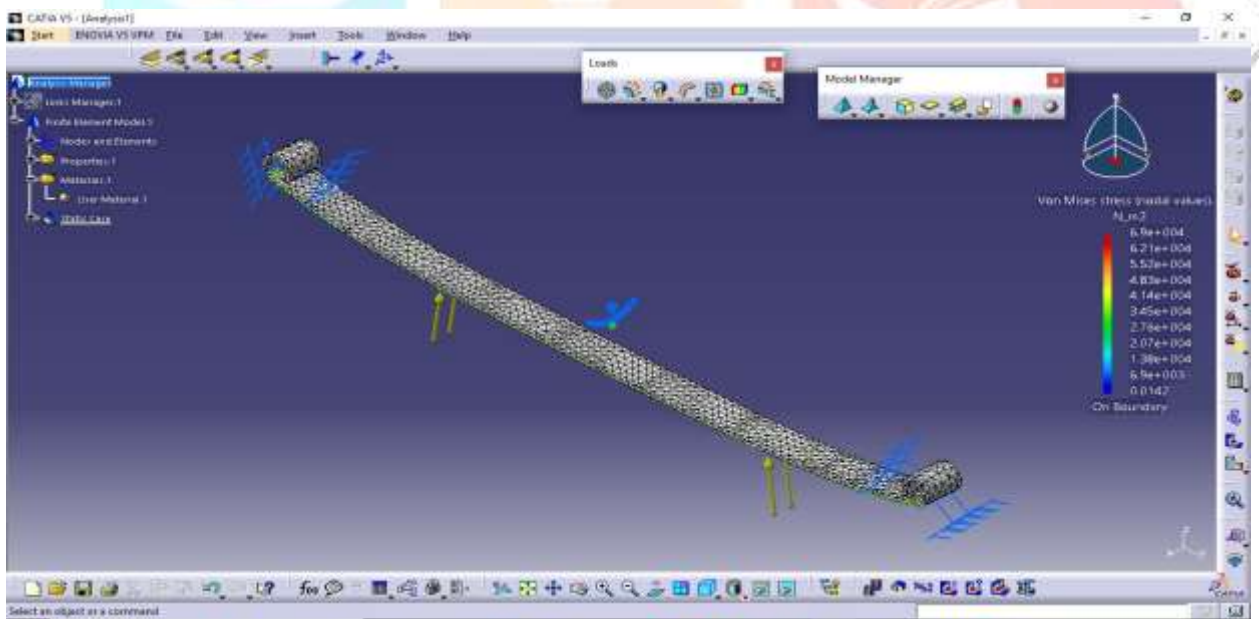 CATIA V5 - [Analysis1]
Start ENOVIA V5 VPM File Edit View Insert Tools Window Help
Loads
Model Manager
Analysis Manager
Links Manager.1
Finite Element Model.1
Nodes and Elements
Properties.1
Materials.1
User Material.1
Static Case
Von Mises stress (nodal values).
N_m2
6.9e+004
6.21e+004
5.52e+004
4.83e+004
4.14e+004
3.45e+004
2.76e+004
2.07e+004
1.38e+004
6.9e+003
0.0147
On Boundary
Select an object or a command